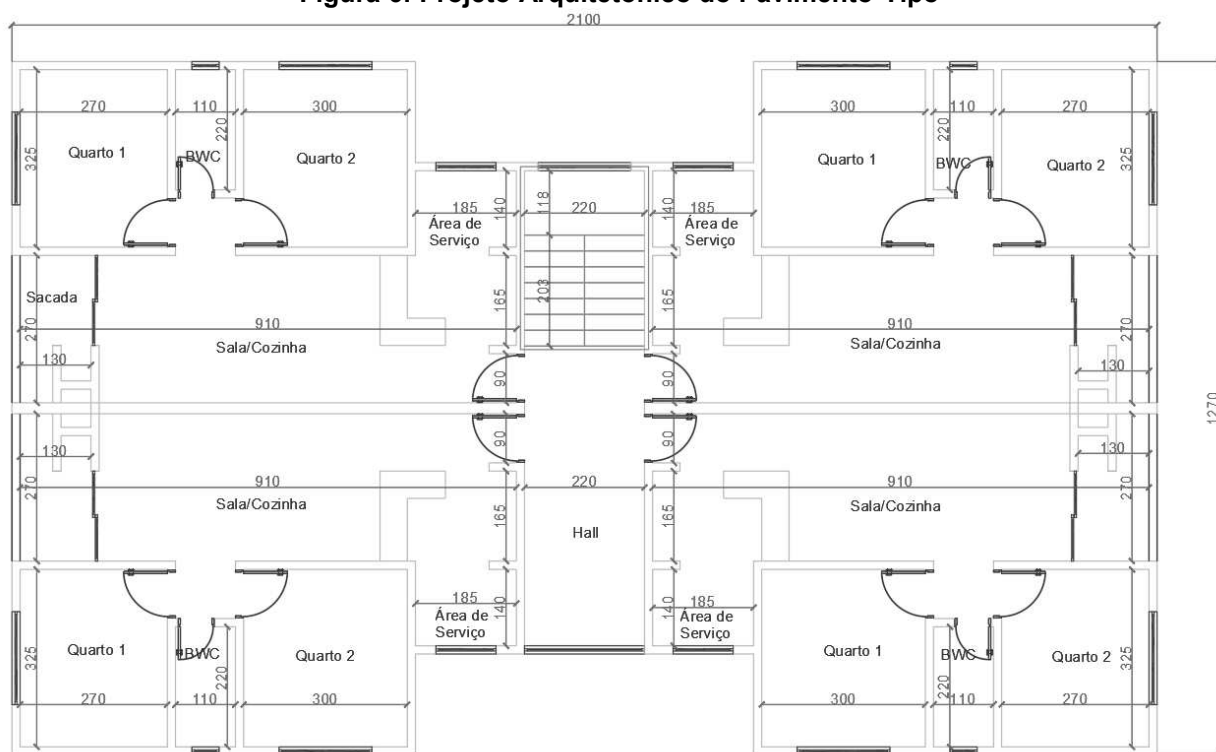 Figura 6: Projeto Arquitetônico do Pavimento Tipo
2100
270
110
300
300
110
270
220
220
325
Quarto 1
BWC
Quarto 2
Quarto 1
BWC
Quarto 2
325
185
140
118
220
140
185
Área de
Serviço
Área de
Serviço
Sacada
270
165
203
165
270
910
910
Sala/Cozinha
Sala/Cozinha
130
130
90
90
1270
90
90
130
130
270
910
220
910
270
Sala/Cozinha
165
165
Sala/Cozinha
Hall
185
140
140
185
Área de
Serviço
Área de
Serviço
325
Quarto 1
BWC
Quarto 2
Quarto 1
BWC
Quarto 2
325
220
220
270
110
300
300
110
270